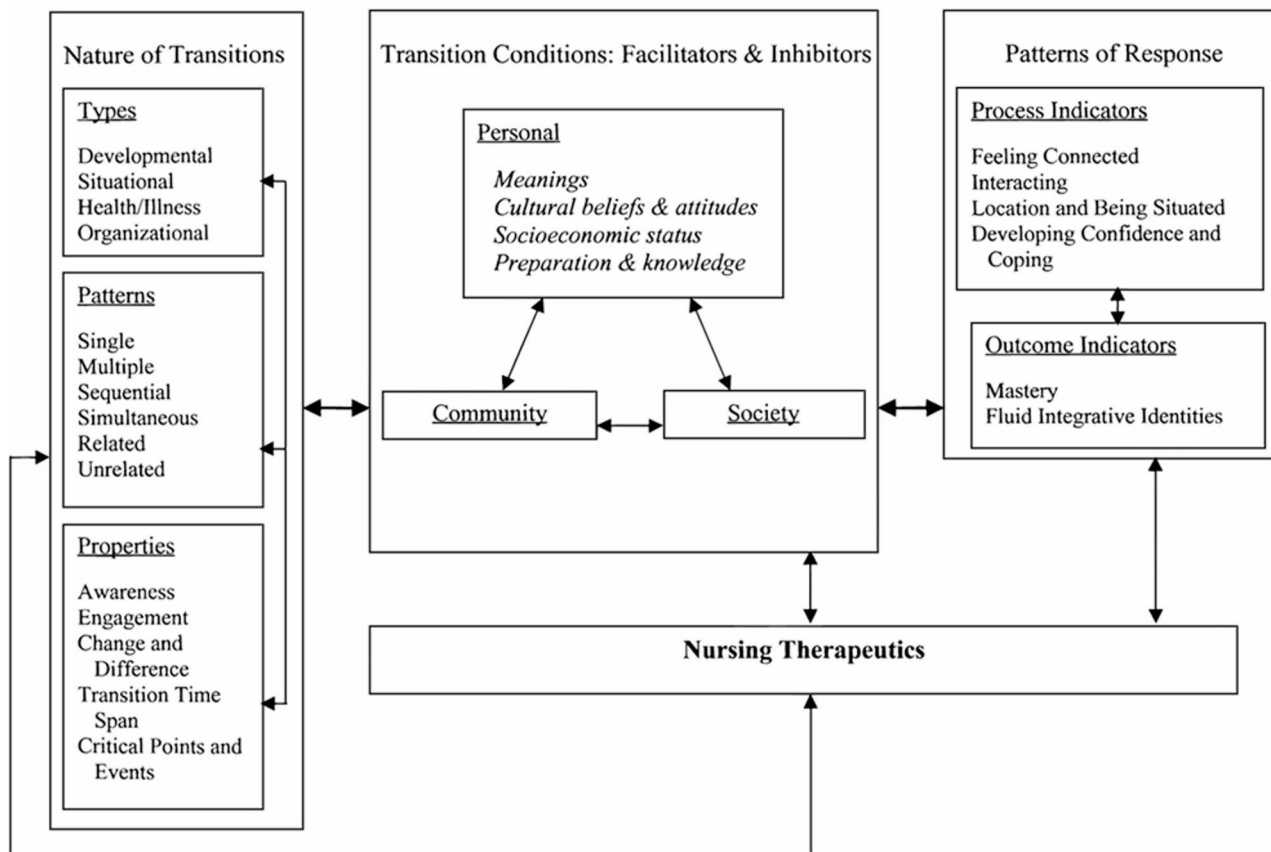 Nature of Transitions
Types
Developmental
Situational
Health/Illness
Organizational
Patterns
Single
Multiple
Sequential
Simultaneous
Related
Unrelated
Properties
Awareness
Engagement
Change and
Difference
Transition Time
Span
Critical Points and
Events
Transition Conditions: Facilitators & Inhibitors
Personal
Meanings
Cultural beliefs & attitudes
Socioeconomic status
Preparation & knowledge
Community
Society
Patterns of Response
Process Indicators
Feeling Connected
Interacting
Location and Being Situated
Developing Confidence and
Coping
Outcome Indicators
Mastery
Fluid Integrative Identities
Nursing Therapeutics